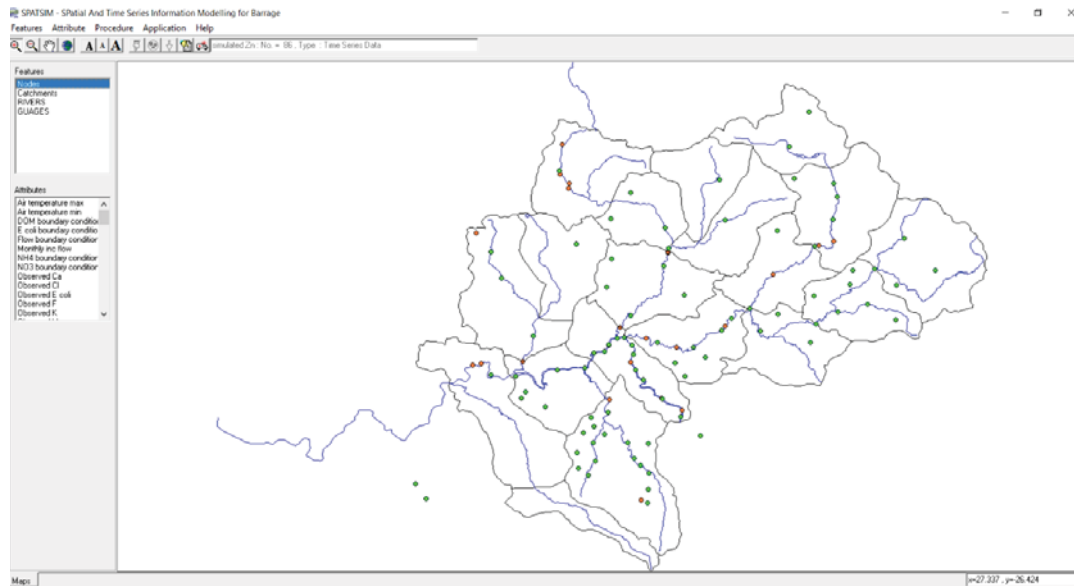 SPATSIM - SPatial And Time Series Information Modelling for Barrage
Features Attribute Procedure Application Help
A A A simulated Zn : No. = 86, Type : Time Series Data
Features
Nodes
Catchments
RIVERS
GUAGES
Attributes
Air temperature max
Air temperature min
DOM boundary condition
E coli boundary conditio
Flow boundary condition
Monthly inc flow
NH4 boundary condition
NO3 boundary condition
Observed Ca
Observed Cl
Observed E coli
Observed F
Observed K
Maps
x=27.337 , y=-26.424